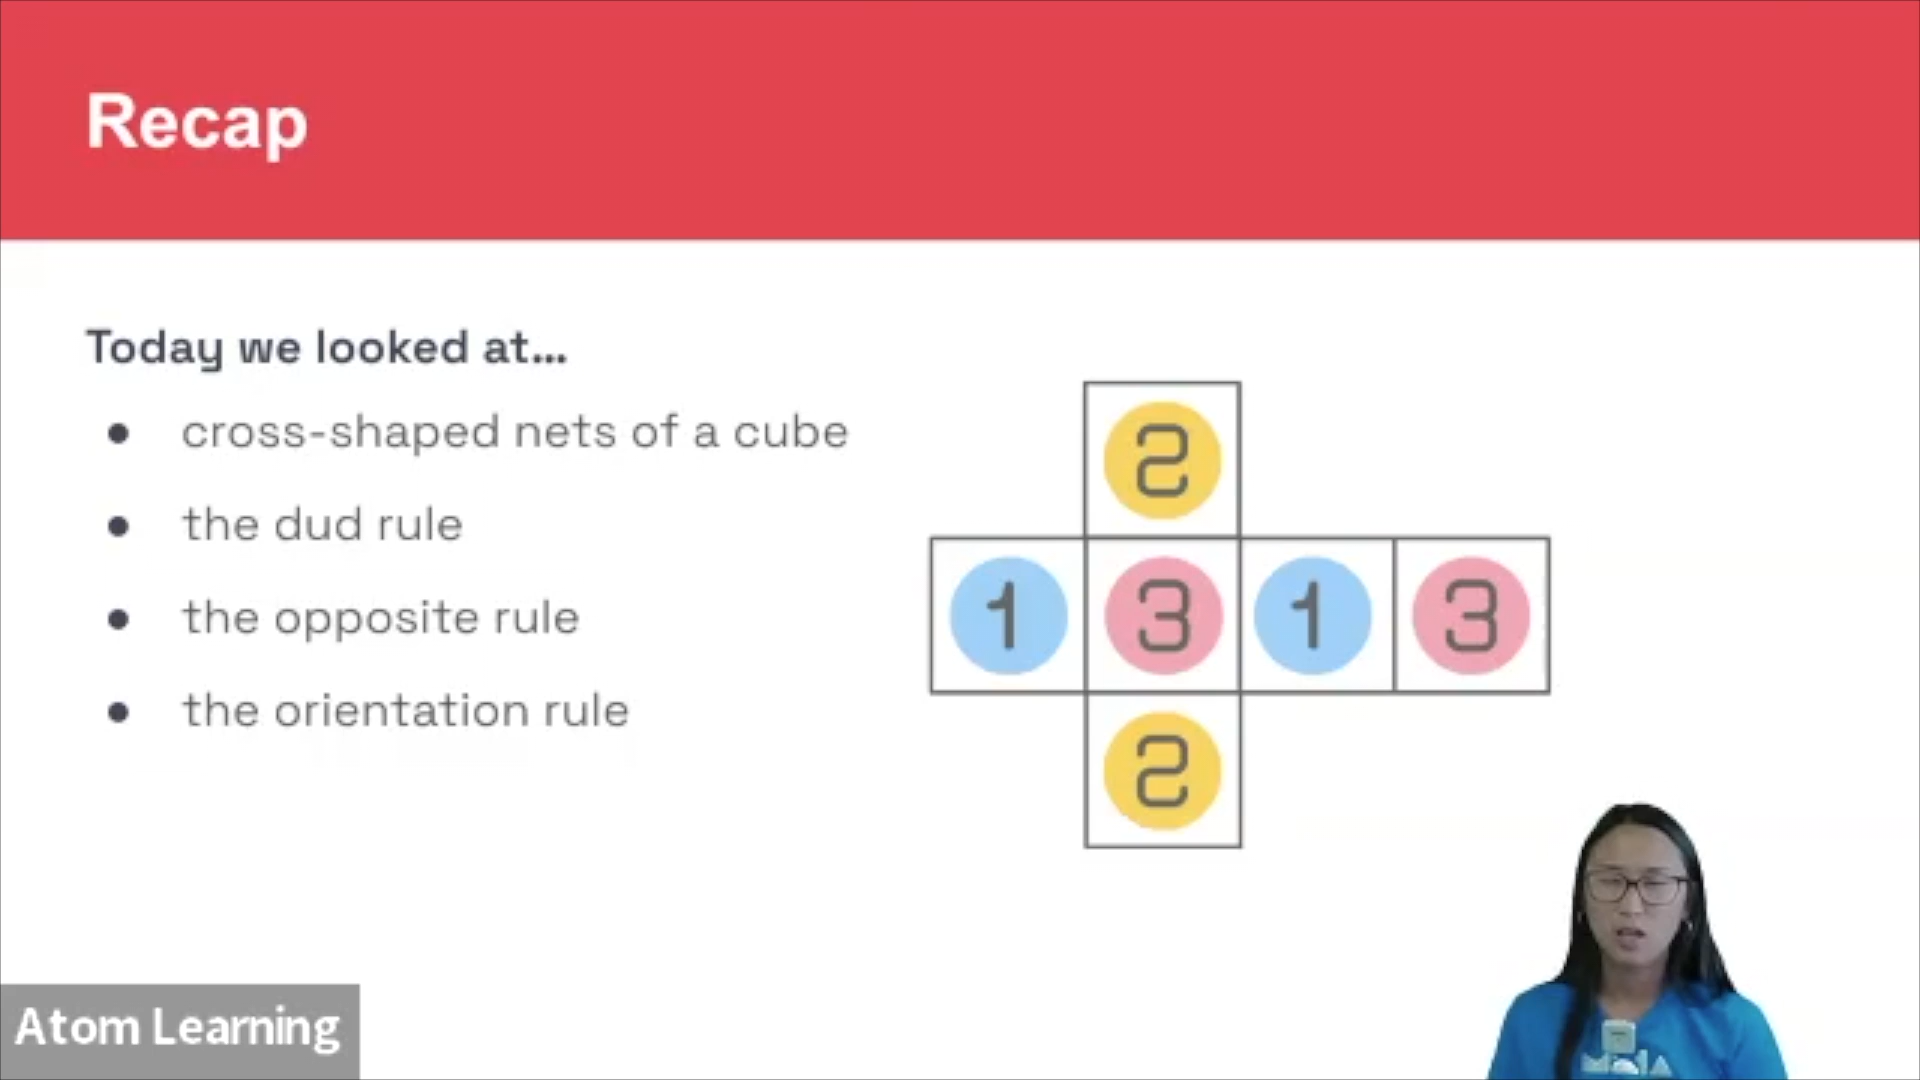 Recap
Today we looked at...
● cross-shaped nets of a cube
● the dud rule
● the opposite rule
● the orientation rule
2
1 3 1 3
2
Atom Learning